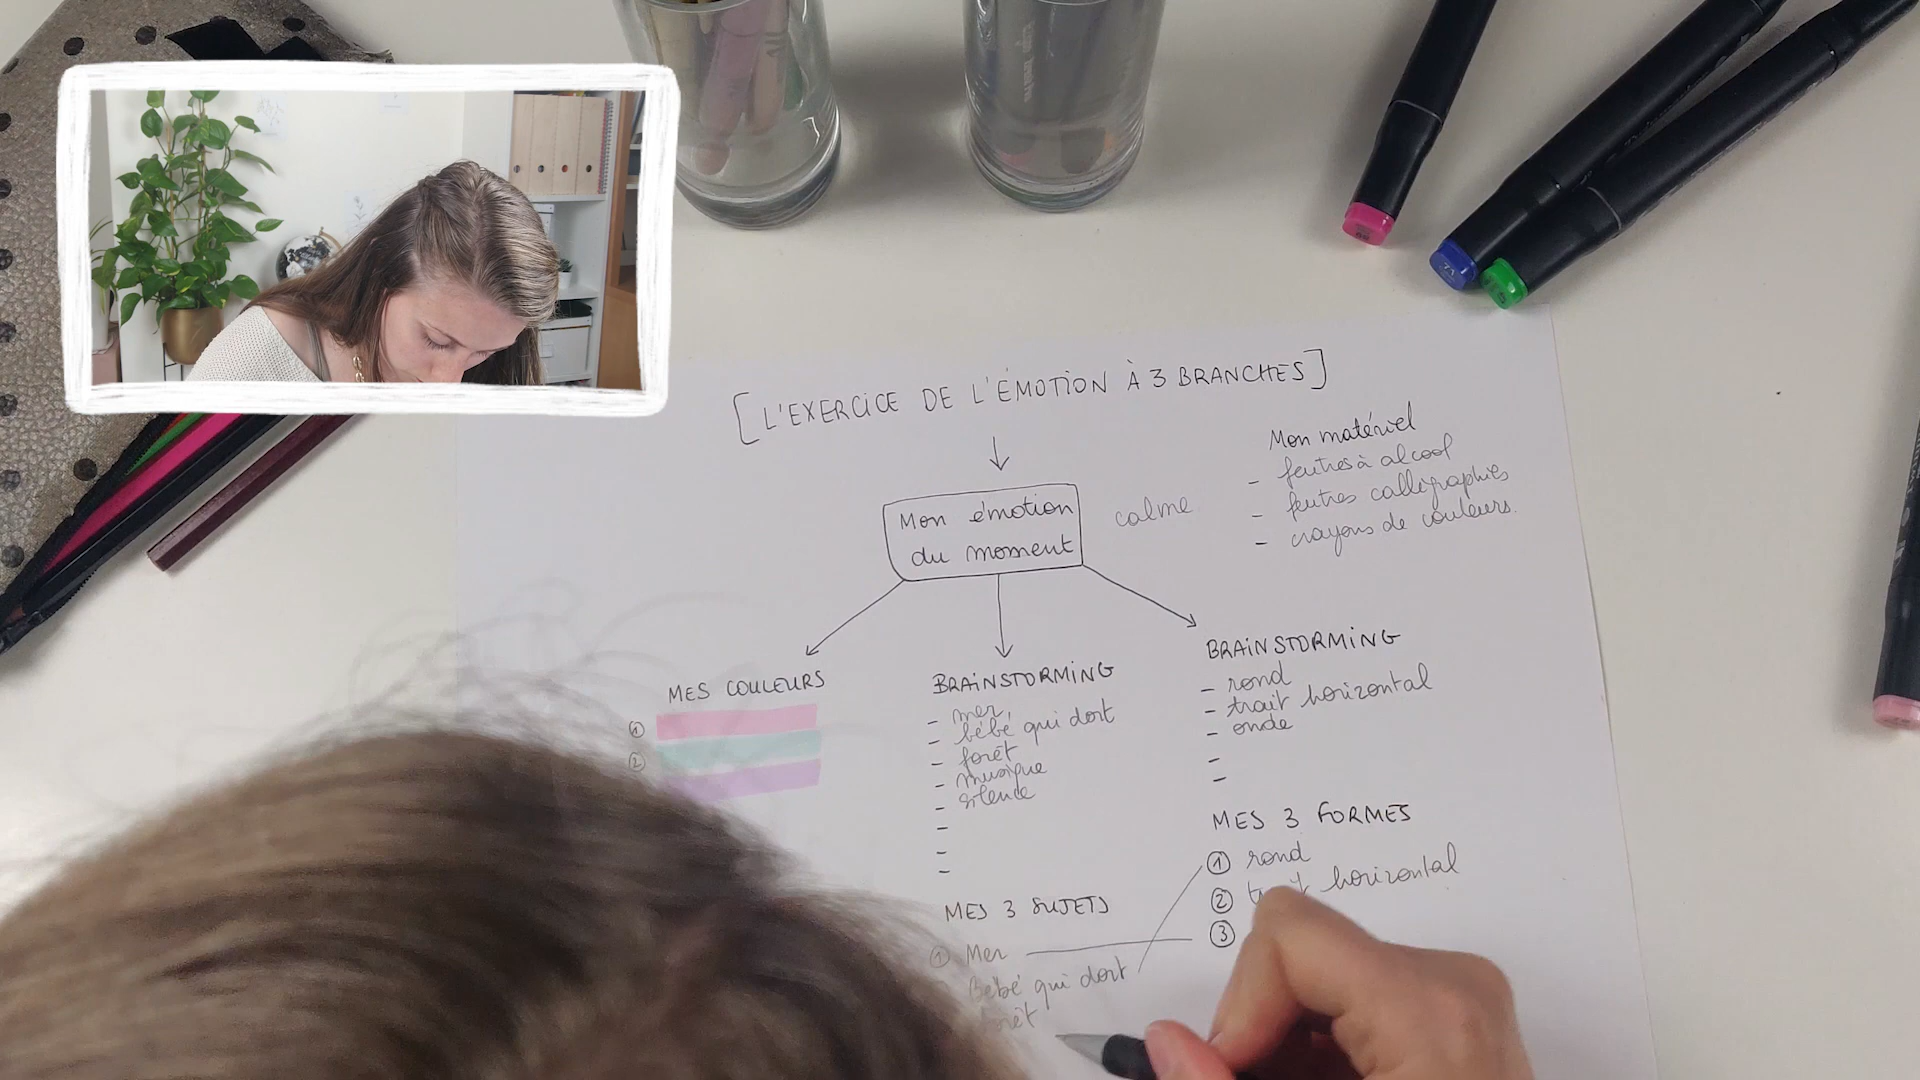 [L'EXERCICE DE L'ÉMOTION À 3 BRANCHES]
Mon matériel
- feutres à alcool
- feutres calligraphies
- crayons de couleurs.
Mon émotion
du moment
calme
MES COULEURS
①
②
BRAINSTORMING
- mer,
- bébé qui dort
- forêt
- musique
- silence
-
-
-
MES 3 SUJETS
① Mer
Bébé qui dort
BRAINSTORMING
- rond
- trait horizontal
- onde
-
-
MES 3 FORMES
① rond
② horizontal
③
71